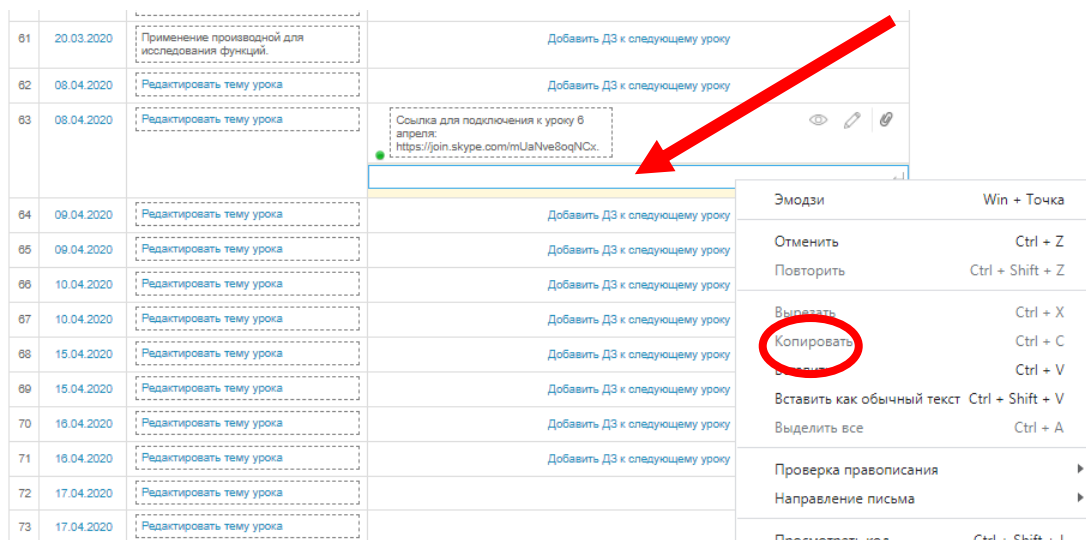 61 20.03.2020 Применение производной для
исследования функций. Добавить ДЗ к следующему уроку
62 08.04.2020 Редактировать тему урока Добавить ДЗ к следующему уроку
63 08.04.2020 Редактировать тему урока Ссылка для подключения к уроку 6
апреля:
https://join.skype.com/mUaNve8oqNCx.
64 09.04.2020 Редактировать тему урока Добавить ДЗ к следующему уроку
65 09.04.2020 Редактировать тему урока Добавить ДЗ к следующему уроку
66 10.04.2020 Редактировать тему урока Добавить ДЗ к следующему уроку
67 10.04.2020 Редактировать тему урока Добавить ДЗ к следующему уроку
68 15.04.2020 Редактировать тему урока Добавить ДЗ к следующему уроку
69 15.04.2020 Редактировать тему урока Добавить ДЗ к следующему уроку
70 16.04.2020 Редактировать тему урока Добавить ДЗ к следующему уроку
71 16.04.2020 Редактировать тему урока Добавить ДЗ к следующему уроку
72 17.04.2020 Редактировать тему урока
73 17.04.2020 Редактировать тему урока
Эмодзи Win + Точка
Отменить Ctrl + Z
Повторить Ctrl + Shift + Z
Вырезать Ctrl + X
Копировать Ctrl + C
Ctrl + V
Вставить как обычный текст Ctrl + Shift + V
Выделить все Ctrl + A
Проверка правописания
Направление письма
Просмотреть код Ctrl + Shift + I